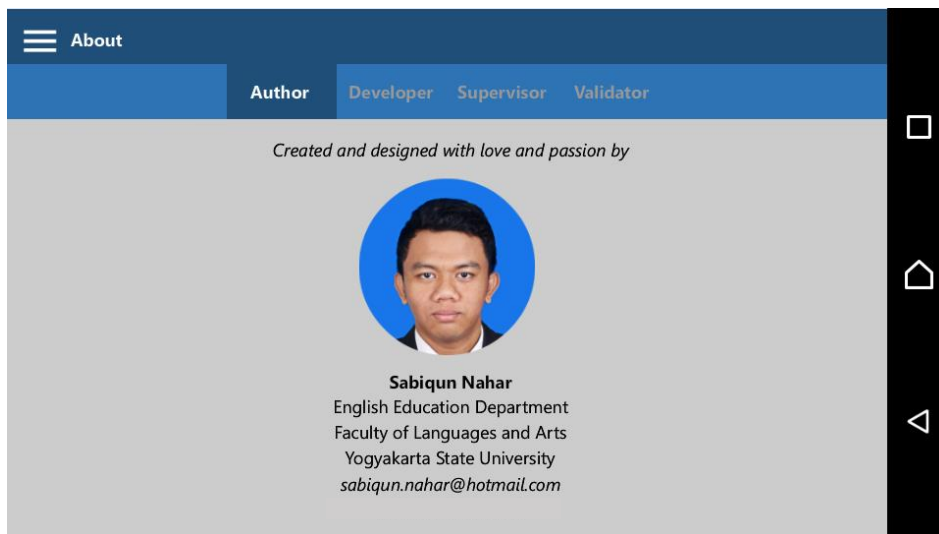 About
Author Developer Supervisor Validator
Created and designed with love and passion by
Sabiqun Nahar
English Education Department
Faculty of Languages and Arts
Yogyakarta State University
sabiqun.nahar@hotmail.com